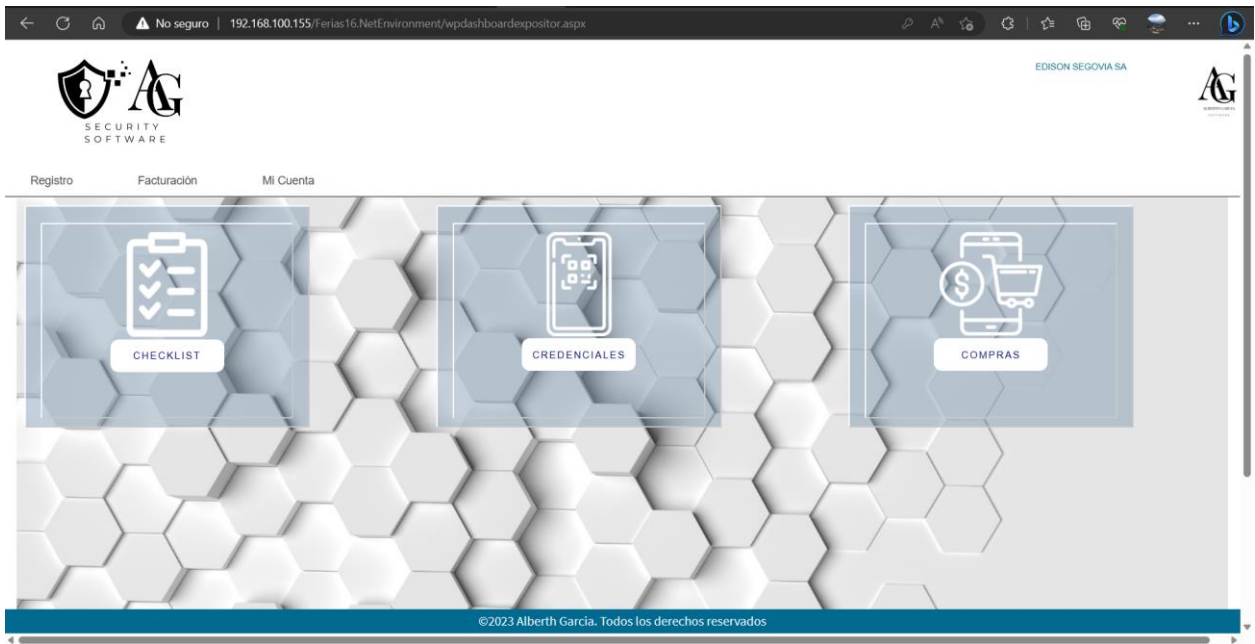 No seguro | 192.168.100.155/Ferias16.NetEnvironment/wpdashboardexpositor.aspx
EDISON SEGOVIA SA
AG
SECURITY
SOFTWARE
AG
Registro Facturación Mi Cuenta
CHECKLIST CREDENCIALES COMPRAS
©2023 Alberth Garcia. Todos los derechos reservados